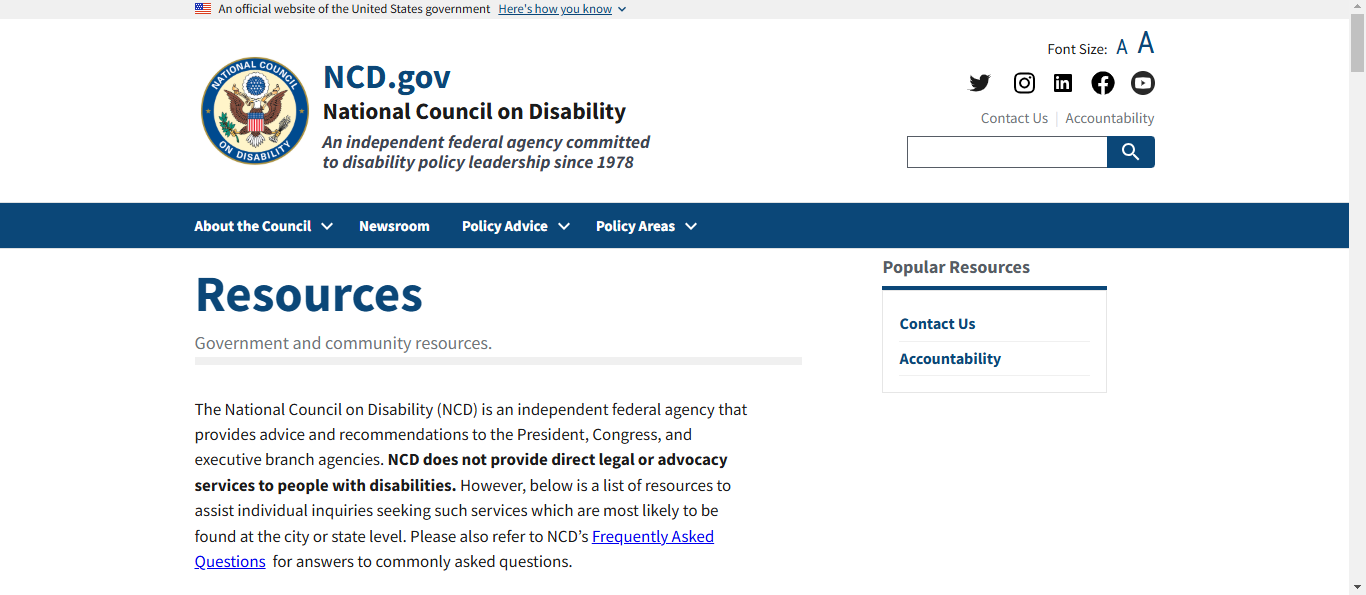 An official website of the United States government Here's how you know
Font Size: A A
NATIONAL COUNCIL ON DISABILITY
NCD.gov
National Council on Disability
An independent federal agency committed
to disability policy leadership since 1978
Contact Us | Accountability
About the Council Newsroom Policy Advice Policy Areas
Resources
Government and community resources.
The National Council on Disability (NCD) is an independent federal agency that
provides advice and recommendations to the President, Congress, and
executive branch agencies. NCD does not provide direct legal or advocacy
services to people with disabilities. However, below is a list of resources to
assist individual inquiries seeking such services which are most likely to be
found at the city or state level. Please also refer to NCD’s Frequently Asked
Questions for answers to commonly asked questions.
Popular Resources
Contact Us
Accountability